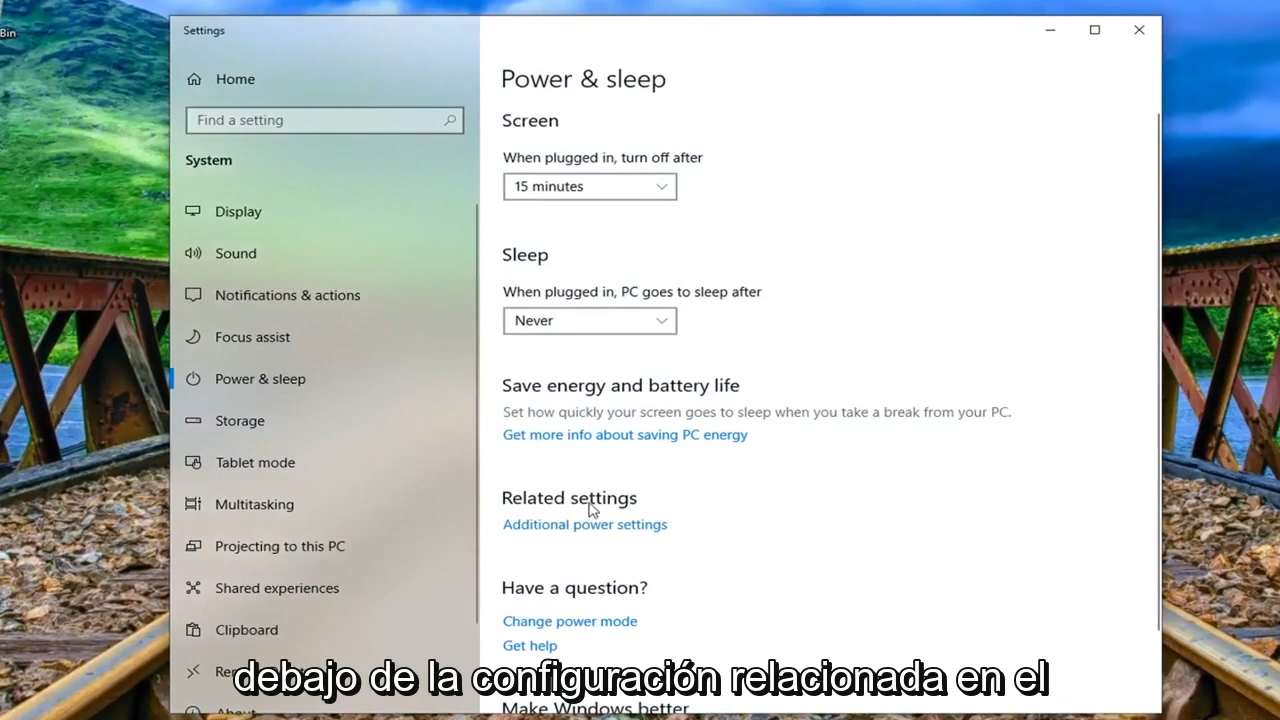 Bin
Settings
Home
Find a setting
System
Display
Sound
Notifications & actions
Focus assist
Power & sleep
Storage
Tablet mode
Multitasking
Projecting to this PC
Shared experiences
Clipboard
Power & sleep
Screen
When plugged in, turn off after
15 minutes
Sleep
When plugged in, PC goes to sleep after
Never
Save energy and battery life
Set how quickly your screen goes to sleep when you take a break from your PC.
Get more info about saving PC energy
Related settings
Additional power settings
Have a question?
Change power mode
Get help
Make Windows better
debajo de la configuración relacionada en el